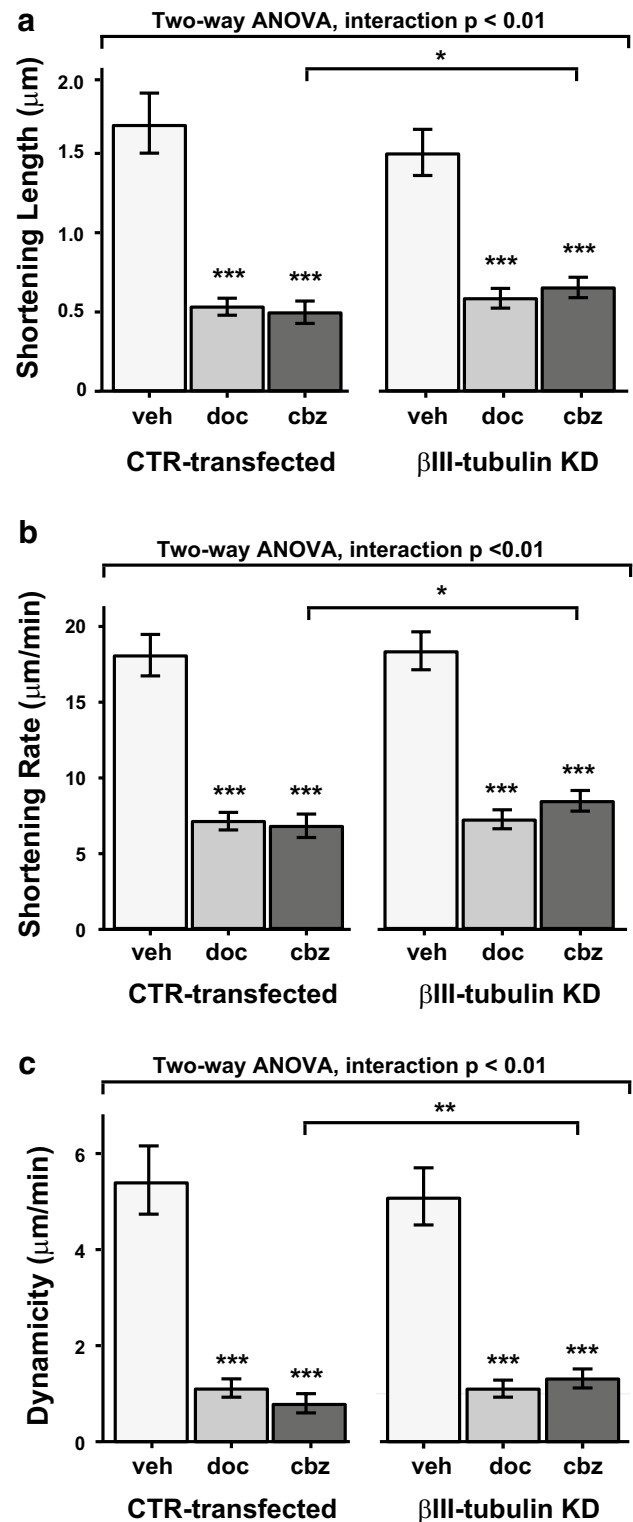 a
Two-way ANOVA, interaction p < 0.01
*
Shortening Length (μm)
2.0
1.5
1.0
0.5
0
*** *** *** ***
veh doc cbz veh doc cbz
CTR-transfected βIII-tubulin KD
b
Two-way ANOVA, interaction p <0.01
*
Shortening Rate (μm/min)
20
15
10
5
0
*** *** *** ***
veh doc cbz veh doc cbz
CTR-transfected βIII-tubulin KD
c
Two-way ANOVA, interaction p < 0.01
**
Dynamicity (μm/min)
6
4
2
0
*** *** *** ***
veh doc cbz veh doc cbz
CTR-transfected βIII-tubulin KD